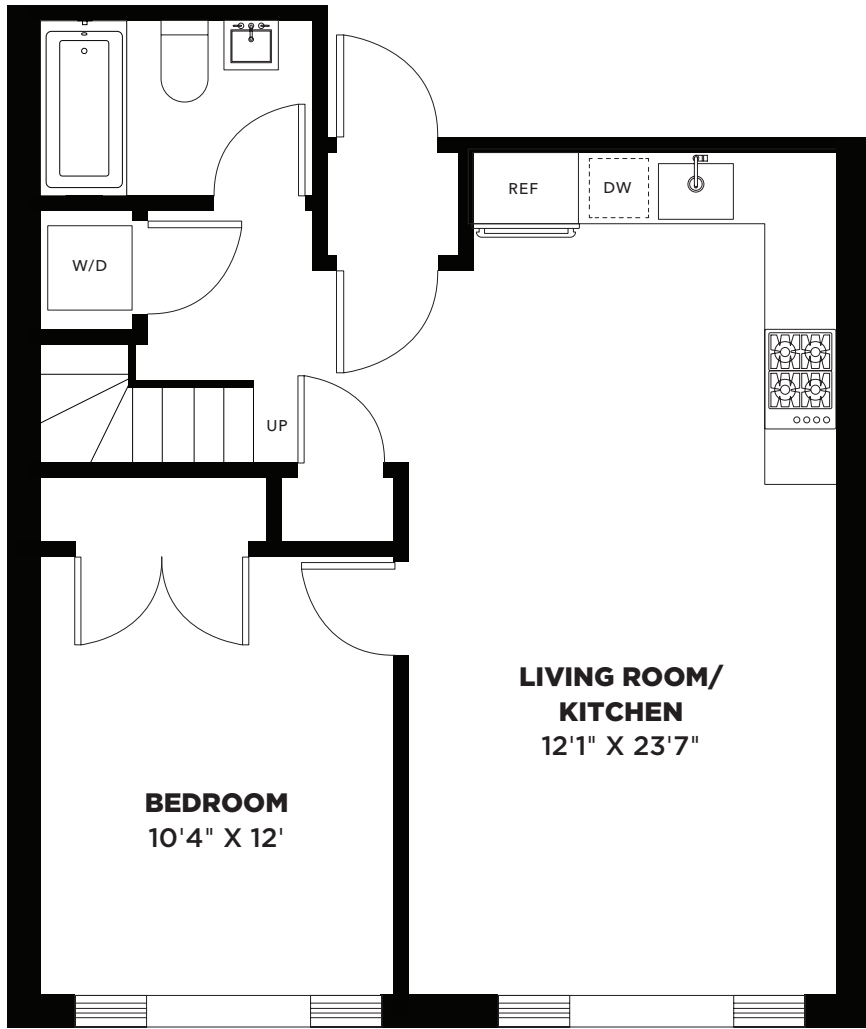 REF
DW
W/D
UP
LIVING ROOM/
KITCHEN
12'1" X 23'7"
BEDROOM
10'4" X 12'